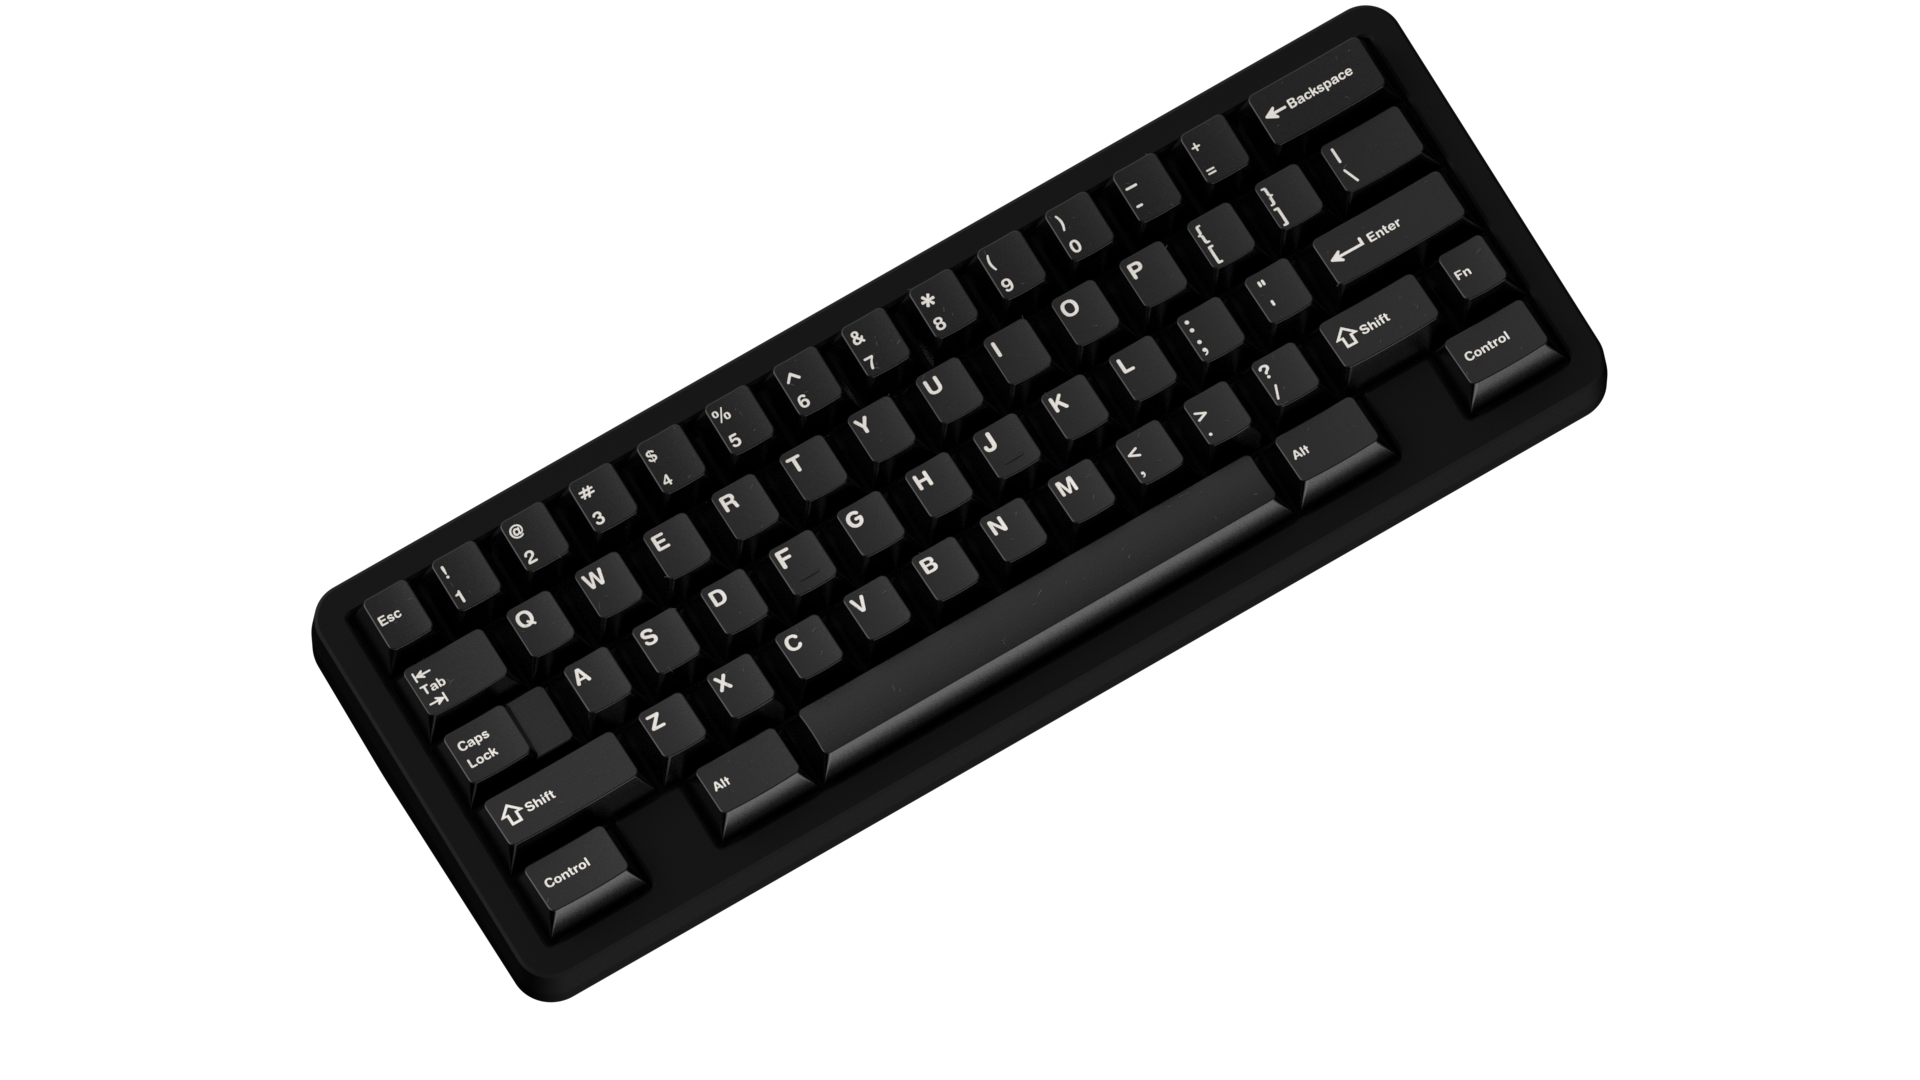 Esc
!
1
@
2
#
3
$
4
%
5
^
6
&
7
*
8
(
9
)
0
_
-
+
=
Backspace
Tab
Q
W
E
R
T
Y
U
I
O
P
{
[
}
]
|
\
Caps
Lock
A
S
D
F
G
H
J
K
L
:
;
"
'
Enter
Shift
Z
X
C
V
B
N
M
<
,
>
.
?
/
Shift
Fn
Control
Alt
Alt
Control